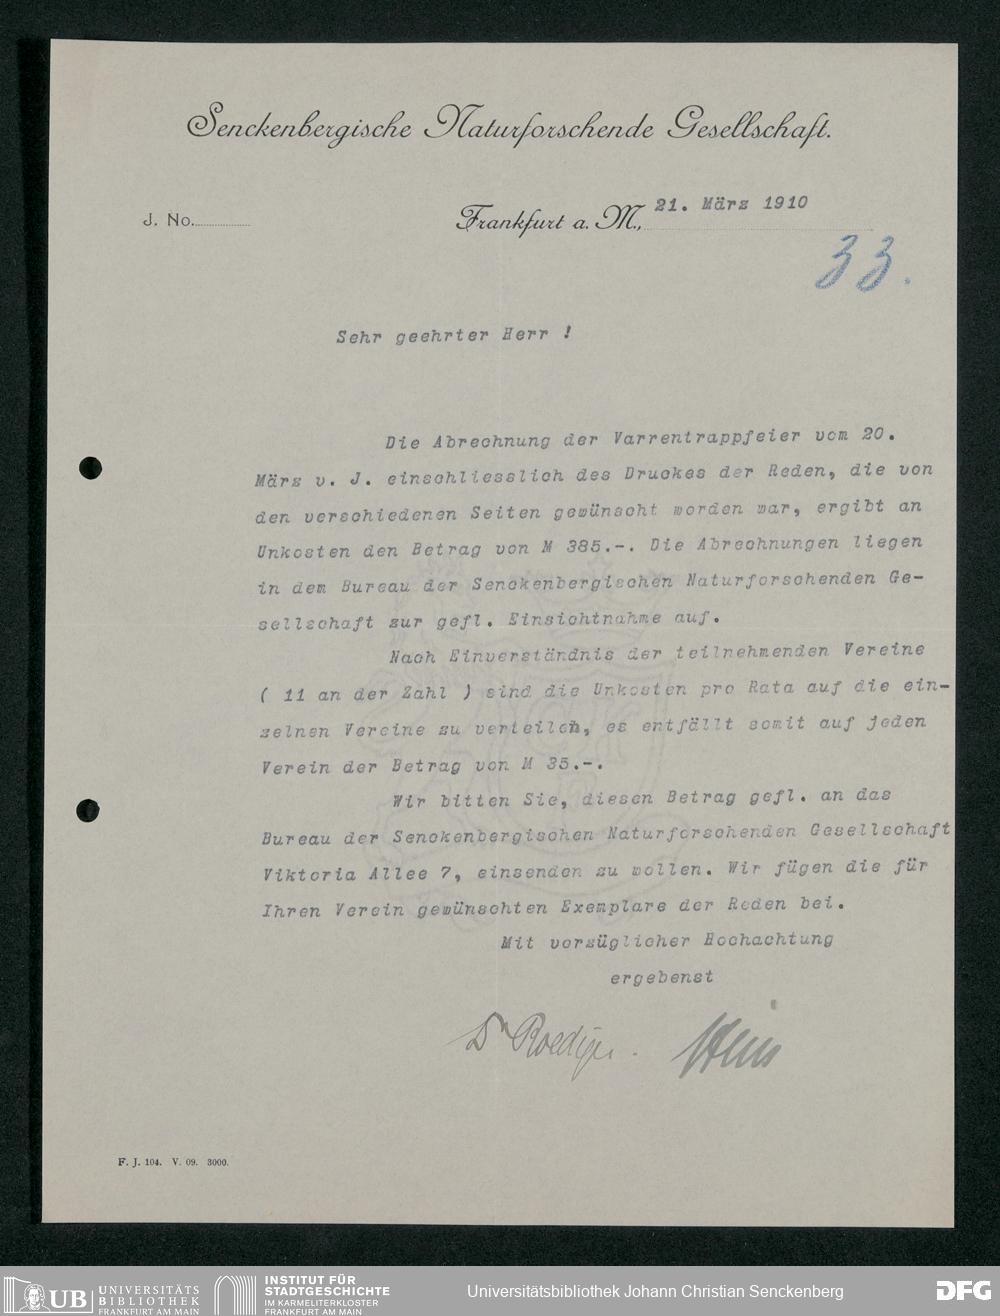 Senckenbergische Naturforschende Gesellschaft.
J. No.
Frankfurt a. M., 21. März 1910
33.
Sehr geehrter Herr !
Die Abrechnung der Varrentrappfeier vom 20.
März v. J. einschliesslich des Druckes der Reden, die von
den verschiedenen Seiten gewünscht worden war, ergibt an
Unkosten den Betrag von M 385.-. Die Abrechnungen liegen
in dem Bureau der Senckenbergischen Naturforschenden Ge-
sellschaft zur gefl. Einsichtnahme auf.
Nach Einverständnis der teilnehmenden Vereine
( 11 an der Zahl ) sind die Unkosten pro Rata auf die ein-
zelnen Vereine zu verteilen, es entfällt somit auf jeden
Verein der Betrag von M 35.-.
Wir bitten Sie, diesen Betrag gefl. an das
Bureau der Senckenbergischen Naturforschenden Gesellschaft
Viktoria Allee 7, einsenden zu wollen. Wir fügen die für
Ihren Verein gewünschten Exemplare der Reden bei.
Mit vorzüglicher Hochachtung
ergebenst
Dr Roediger.
F. J. 104. V. 09. 3000.
UB UNIVERSITÄTS
BIBLIOTHEK
FRANKFURT AM MAIN
INSTITUT FÜR
STADTGESCHICHTE
IM KARMELITERKLOSTER
FRANKFURT AM MAIN
Universitätsbibliothek Johann Christian Senckenberg
DFG